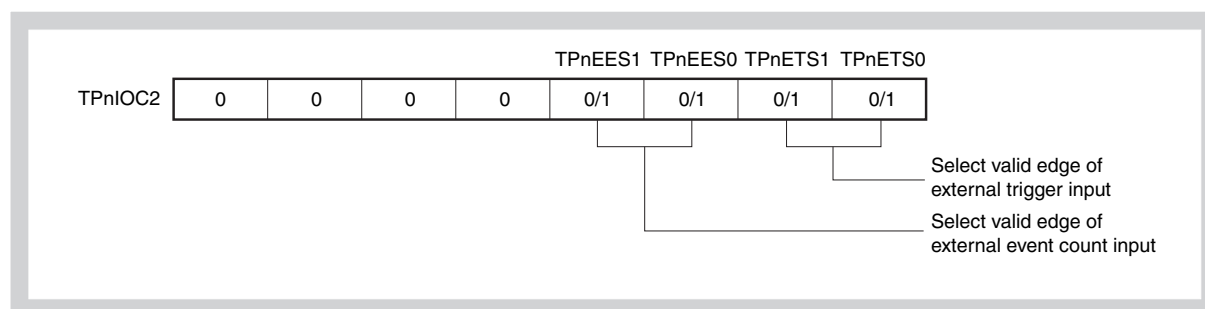 TPnEES1 TPnEES0 TPnETS1 TPnETS0
TPnIOC2 0 0 0 0 0/1 0/1 0/1 0/1
Select valid edge of
external trigger input
Select valid edge of
external event count input